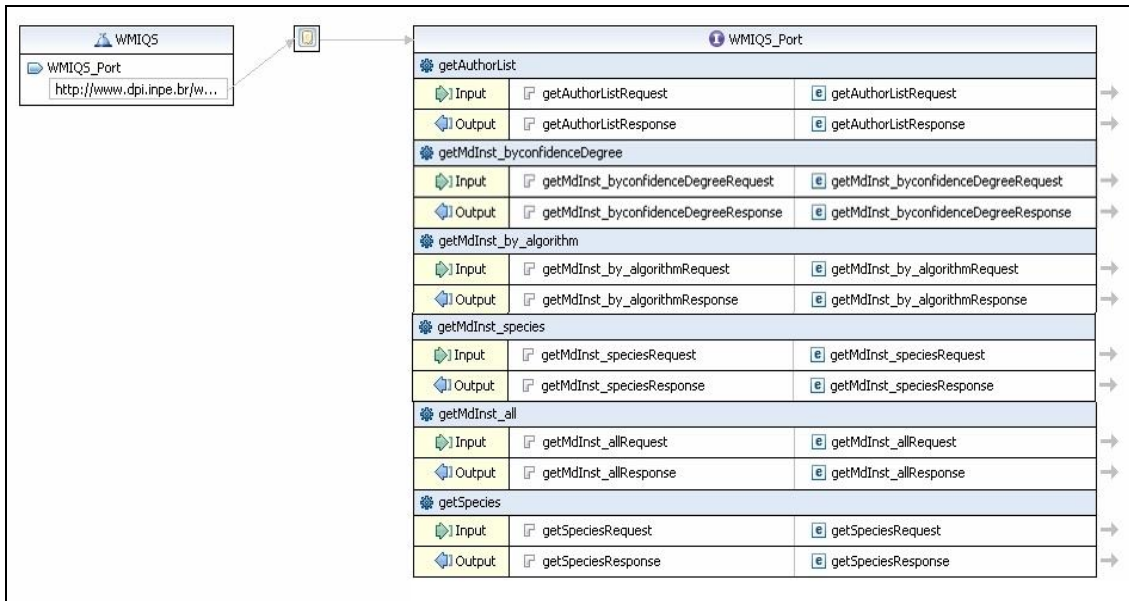 WMIQS
WMIQS_Port
http://www.dpi.inpe.br/w...
WMIQS_Port
getAuthorList
Input getAuthorListRequest getAuthorListRequest
Output getAuthorListResponse getAuthorListResponse
getMdInst_byconfidenceDegree
Input getMdInst_byconfidenceDegreeRequest getMdInst_byconfidenceDegreeRequest
Output getMdInst_byconfidenceDegreeResponse getMdInst_byconfidenceDegreeResponse
getMdInst_by_algorithm
Input getMdInst_by_algorithmRequest getMdInst_by_algorithmRequest
Output getMdInst_by_algorithmResponse getMdInst_by_algorithmResponse
getMdInst_species
Input getMdInst_speciesRequest getMdInst_speciesRequest
Output getMdInst_speciesResponse getMdInst_speciesResponse
getMdInst_all
Input getMdInst_allRequest getMdInst_allRequest
Output getMdInst_allResponse getMdInst_allResponse
getSpecies
Input getSpeciesRequest getSpeciesRequest
Output getSpeciesResponse getSpeciesResponse